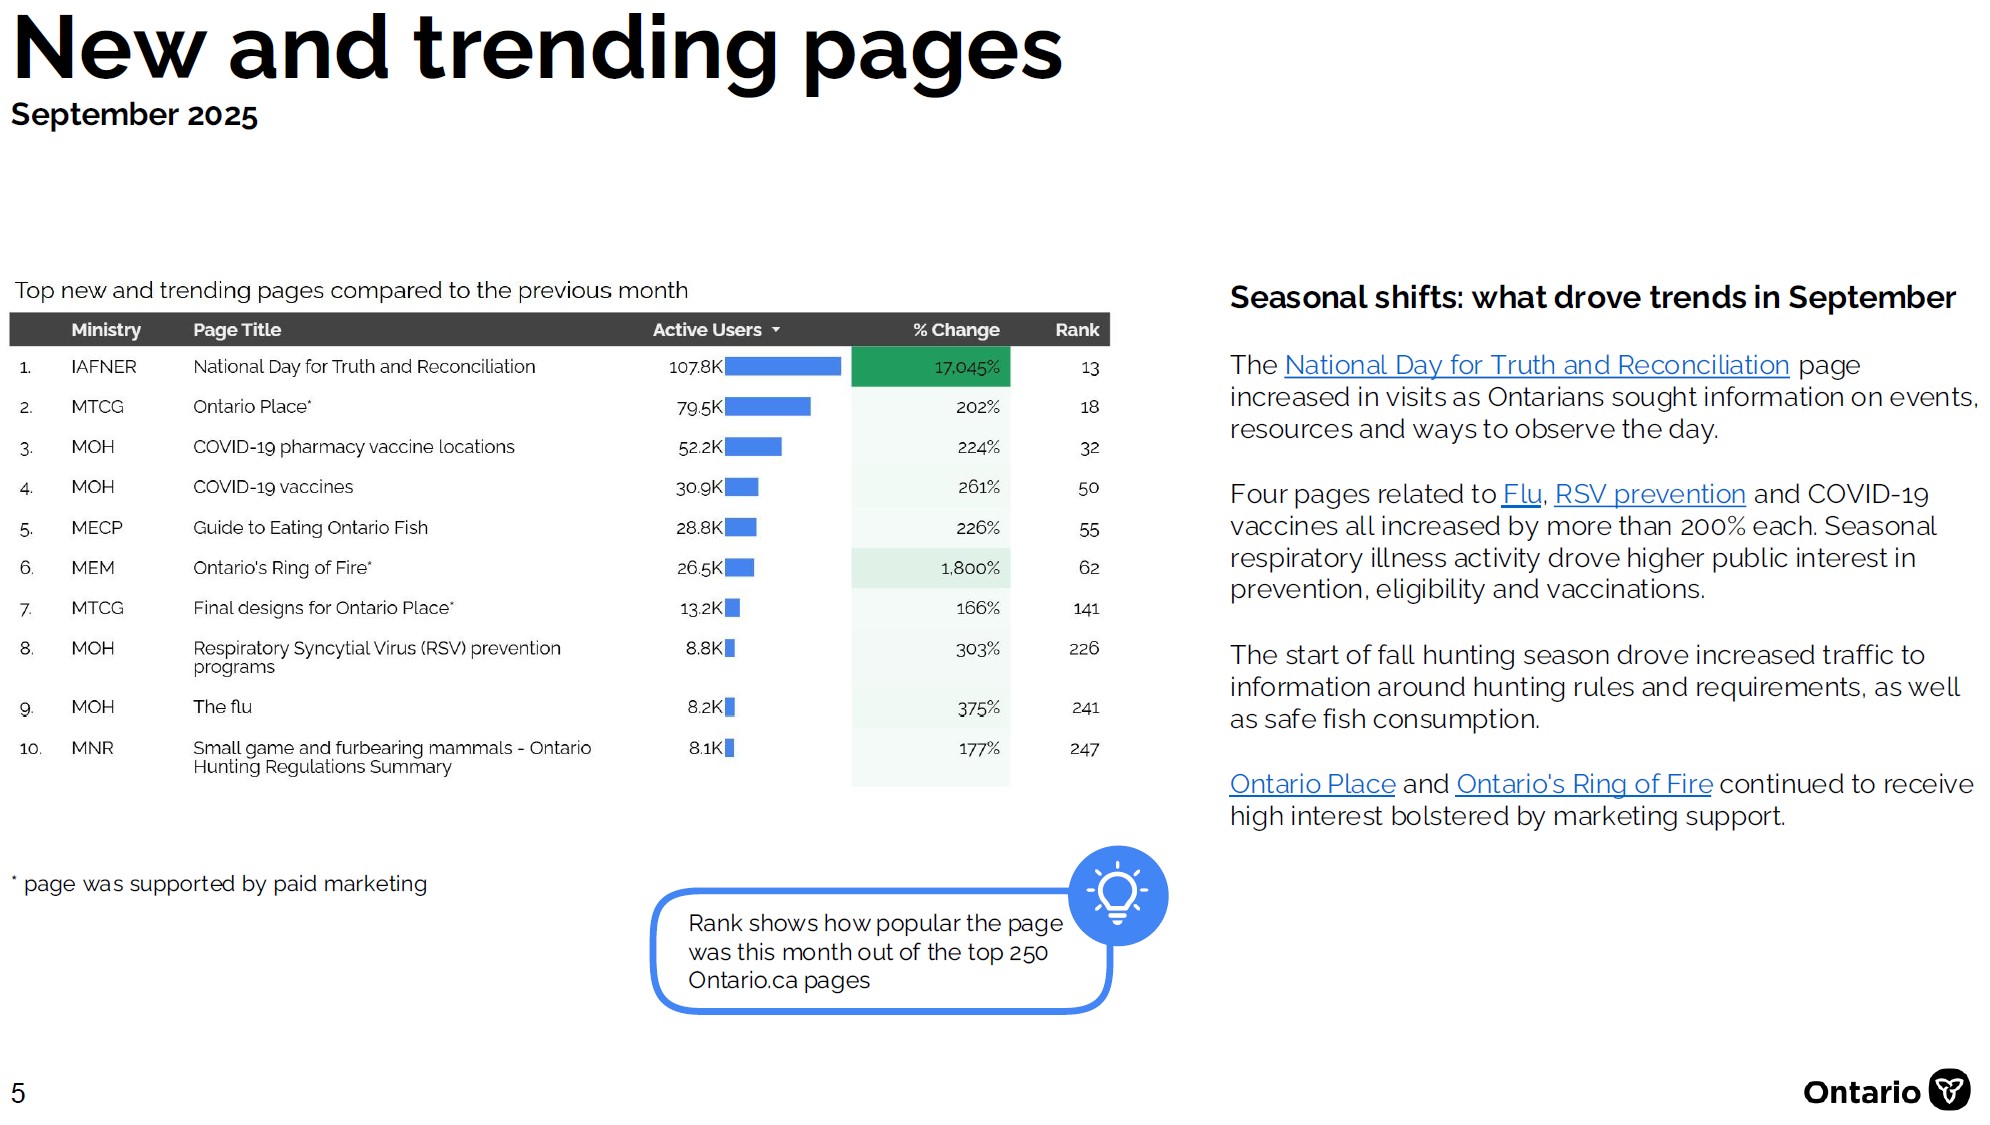 New and trending pages
September 2025
Top new and trending pages compared to the previous month
Ministry Page Title Active Users % Change Rank
1. IAFNER National Day for Truth and Reconciliation 107.8K 17,045% 13
2. MTCG Ontario Place* 79.5K 202% 18
3. MOH COVID-19 pharmacy vaccine locations 52.2K 224% 32
4. MOH COVID-19 vaccines 30.9K 261% 50
5. MECP Guide to Eating Ontario Fish 28.8K 226% 55
6. MEM Ontario's Ring of Fire* 26.5K 1,800% 62
7. MTCG Final designs for Ontario Place* 13.2K 166% 141
8. MOH Respiratory Syncytial Virus (RSV) prevention 8.8K 303% 226
programs
9. MOH The flu 8.2K 375% 241
10. MNR Small game and furbearing mammals - Ontario 8.1K 177% 247
Hunting Regulations Summary
* page was supported by paid marketing
Rank shows how popular the page
was this month out of the top 250
Ontario.ca pages
Seasonal shifts: what drove trends in September
The National Day for Truth and Reconciliation page
increased in visits as Ontarians sought information on events,
resources and ways to observe the day.
Four pages related to Flu, RSV prevention and COVID-19
vaccines all increased by more than 200% each. Seasonal
respiratory illness activity drove higher public interest in
prevention, eligibility and vaccinations.
The start of fall hunting season drove increased traffic to
information around hunting rules and requirements, as well
as safe fish consumption.
Ontario Place and Ontario's Ring of Fire continued to receive
high interest bolstered by marketing support.
5
Ontario